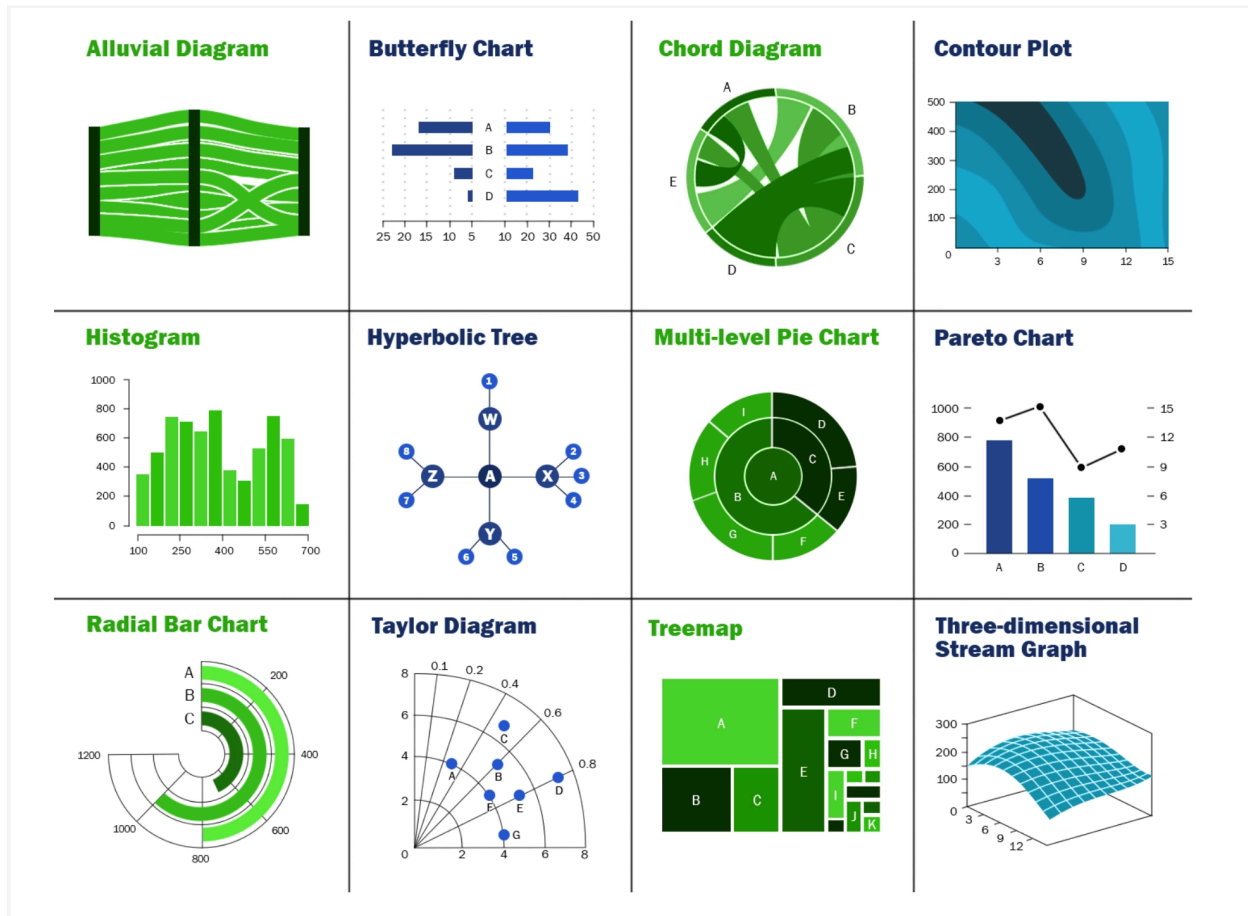 Alluvial Diagram
Butterfly Chart
A
B
C
D
25 20 15 10 5 10 20 30 40 50
Chord Diagram
A
B
E
C
D
Contour Plot
500
400
300
200
100
0
3 6 9 12 15
Histogram
1000
800
600
400
200
0
100 250 400 550 700
Hyperbolic Tree
1
W
8 2
Z A X 3
7 4
Y
6 5
Multi-level Pie Chart
I D
H C
A
B E
G F
Pareto Chart
1000 15
800 12
600 9
400 6
200 3
0
A B C D
Radial Bar Chart
A
200
B
C
1200 400
1000 600
800
Taylor Diagram
8 0.1 0.2 0.4
6 0.6
C
4 0.8
A B
D
2 F E
G
0 2 4 6 8
Treemap
D
A F
G H
E
B C I
J
K
Three-dimensional
Stream Graph
300
200
100
0
3
6
9
12